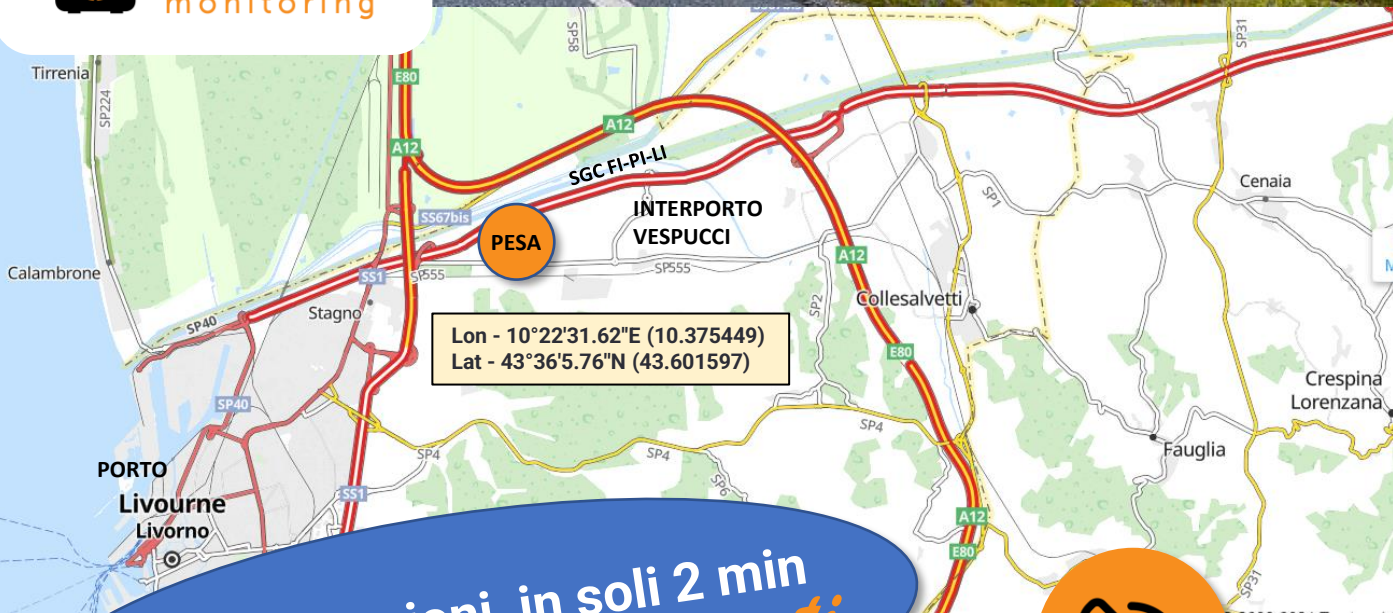 monitoring
Tirrenia
SP224
SP58
SP31
E80
A12
A12
SGC FI-PI-LI
SS67bis
INTERPORTO
VESPUCCI
PESA
SP1
Cenaia
Calambrone
SS1
SP555
SP555
A12
SP2
Collesalvetti
Stagno
SP40
Lon - 10°22'31.62"E (10.375449)
Lat - 43°36'5.76"N (43.601597)
E80
Crespina
Lorenzana
SP40
SP4
SP4
SP4
SP6
Fauglia
PORTO
Livourne
Livorno
SS1
A12
E80
SP31
in soli 2 min